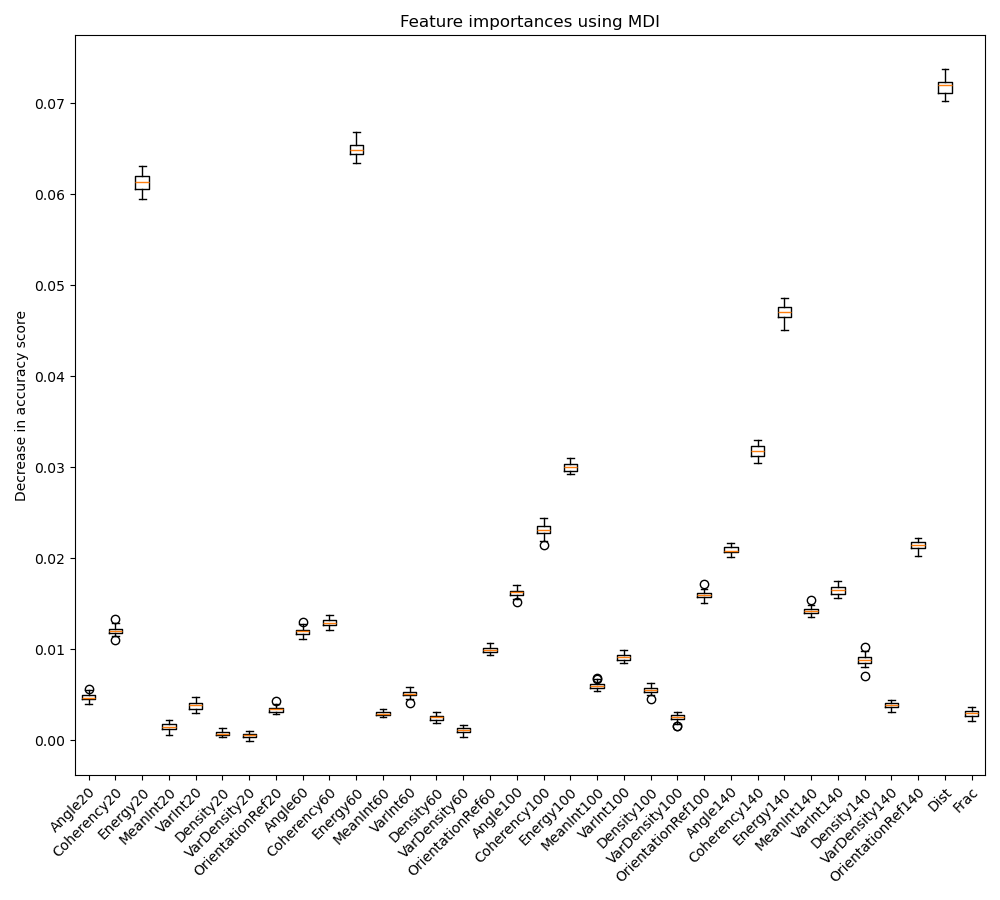 Feature importances using MDI
Decrease in accuracy score
0.07
0.06
0.05
0.04
0.03
0.02
0.01
0.00
Angle20
Coherency20
Energy20
MeanInt20
VarInt20
Density20
VarDensity20
OrientationRef20
Angle60
Coherency60
Energy60
MeanInt60
VarInt60
Density60
VarDensity60
OrientationRef60
Angle100
Coherency100
Energy100
MeanInt100
VarInt100
Density100
VarDensity100
OrientationRef100
Angle140
Coherency140
Energy140
MeanInt140
VarInt140
Density140
VarDensity140
OrientationRef140
Dist
Frac